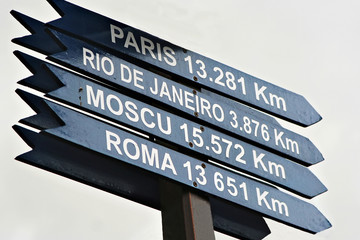 PARIS 13.281 Km
RIO DE JANEIRO 3.876 Km
MOSCU 15.572 Km
ROMA 13 651 Km